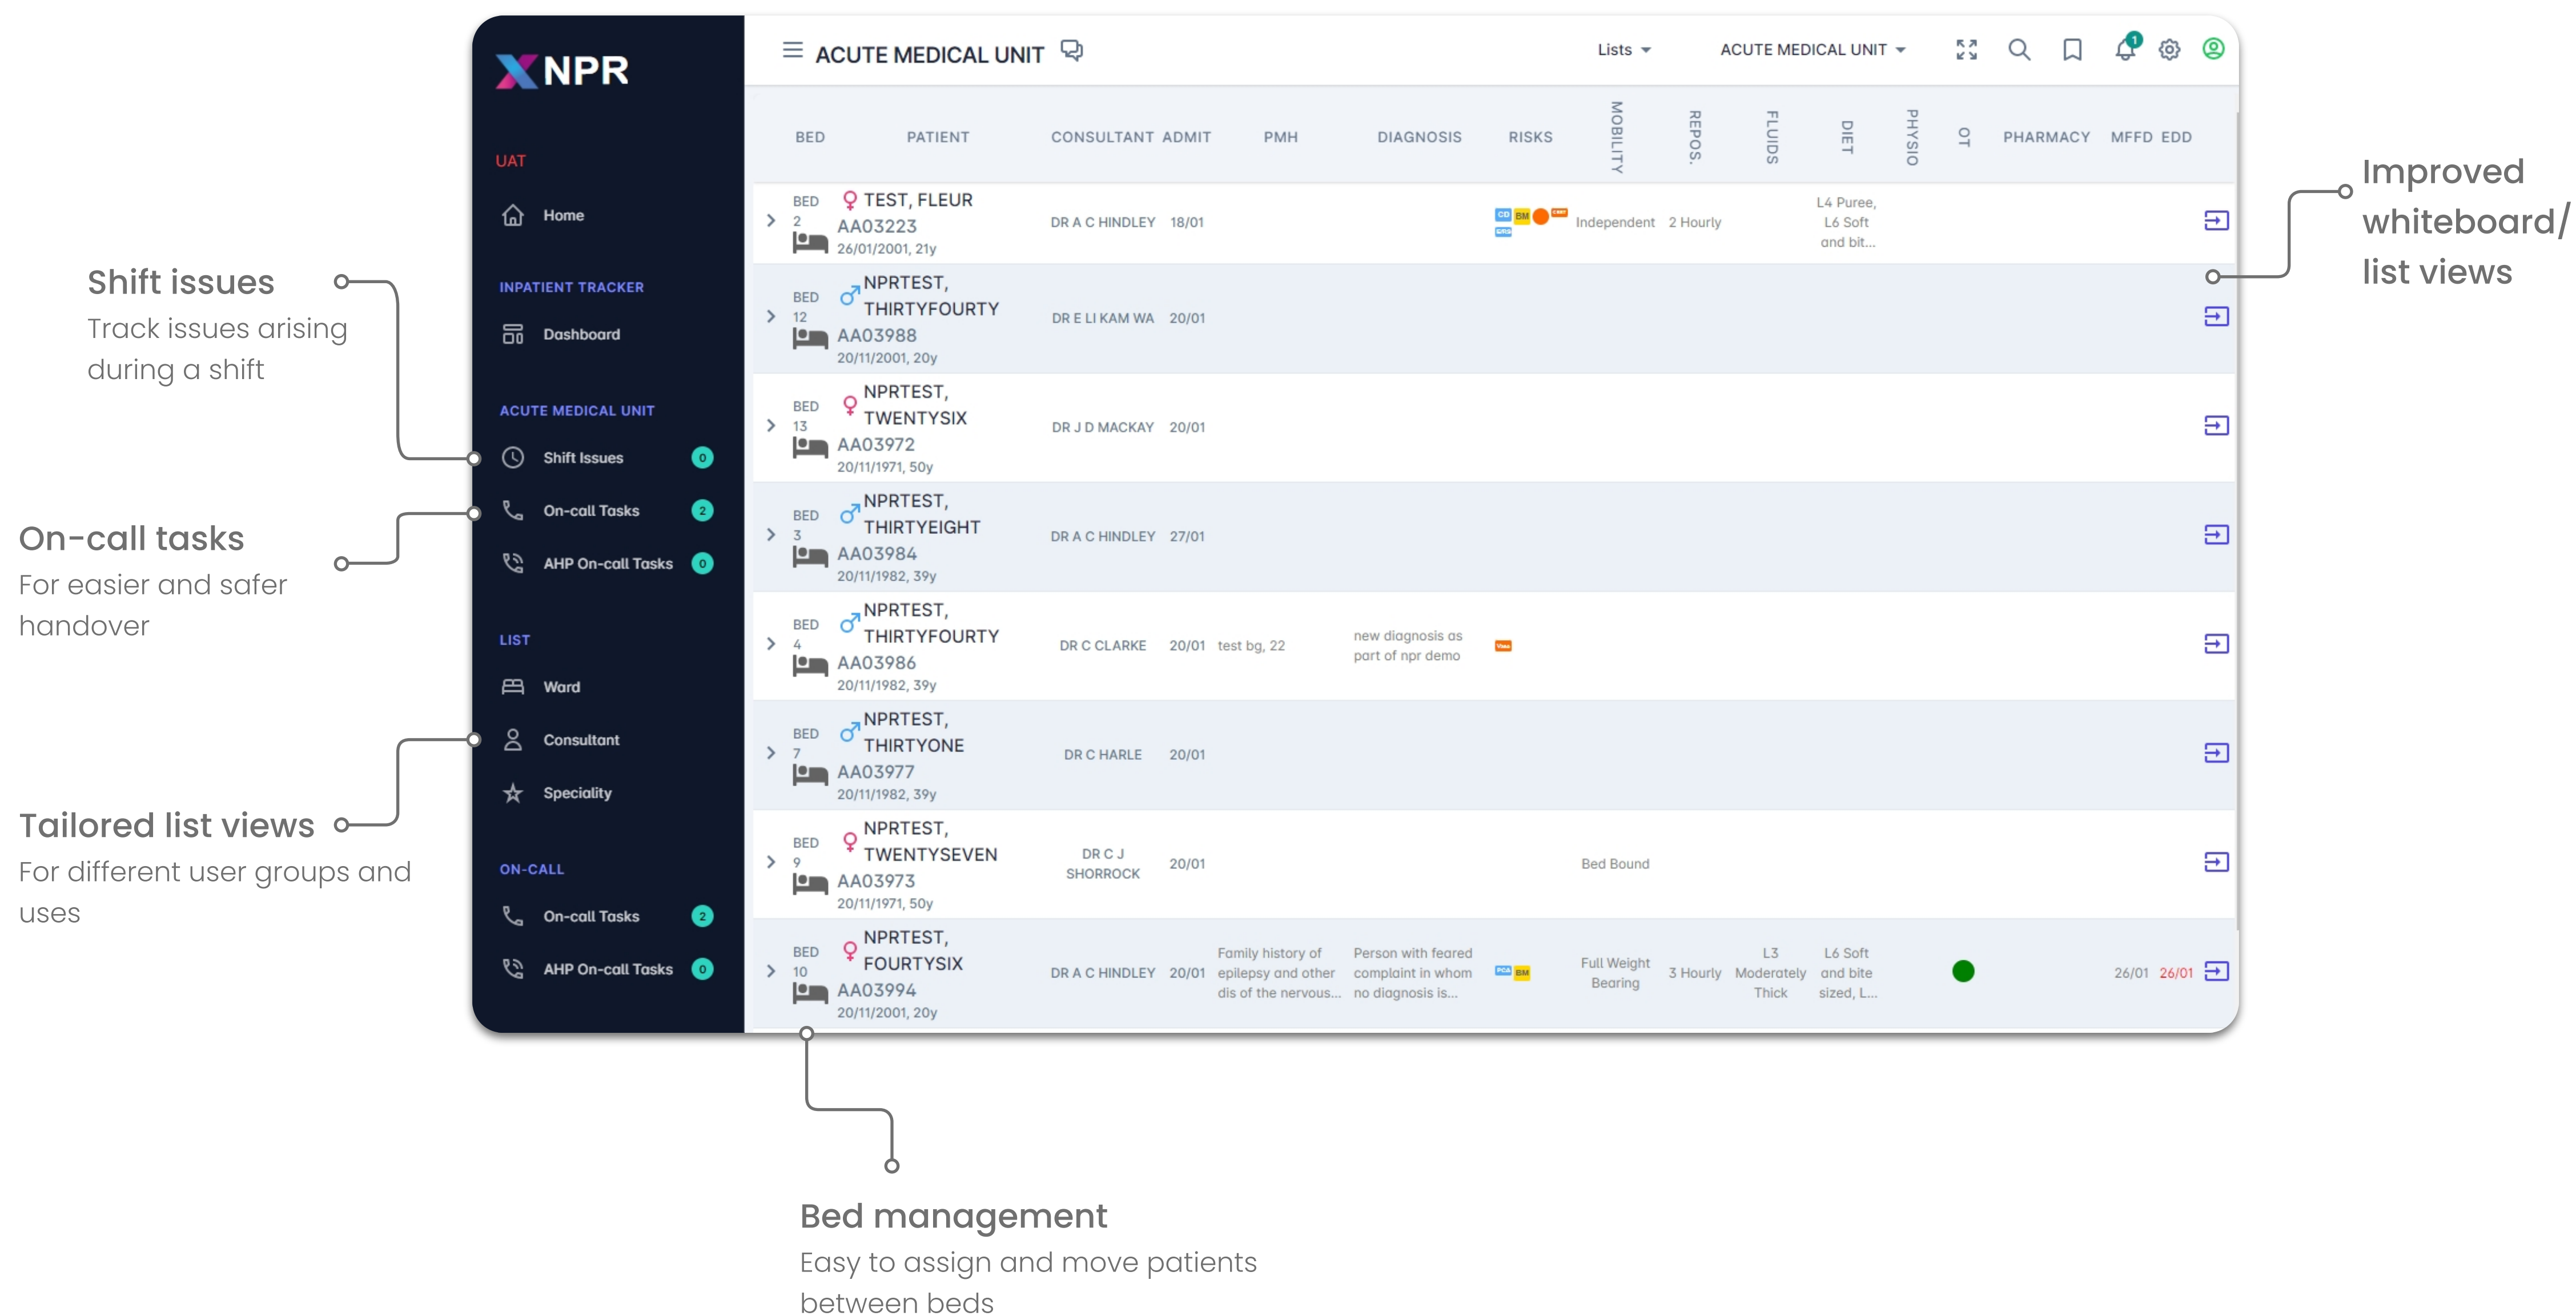 NPR
UAT
Home
INPATIENT TRACKER
Dashboard
ACUTE MEDICAL UNIT
Shift Issues 0
On-call Tasks 2
AHP On-call Tasks 0
LIST
Ward
Consultant
Speciality
ON-CALL
On-call Tasks 2
AHP On-call Tasks 0
ACUTE MEDICAL UNIT
Lists
ACUTE MEDICAL UNIT
1
BED PATIENT CONSULTANT ADMIT PMH DIAGNOSIS RISKS MOBILITY REPOS. FLUIDS DIET PHYSIO OT PHARMACY MFFD EDD
BED
2
TEST, FLEUR
AA03223
26/01/2001, 21y
DR A C HINDLEY
18/01
CD BM
Independent
2 Hourly
L4 Puree,
L6 Soft
and bit...
BED
12
NPRTEST,
THIRTYFOURTY
AA03988
20/11/2001, 20y
DR E LI KAM WA
20/01
BED
13
NPRTEST,
TWENTYSIX
AA03972
20/11/1971, 50y
DR J D MACKAY
20/01
BED
3
NPRTEST,
THIRTYEIGHT
AA03984
20/11/1982, 39y
DR A C HINDLEY
27/01
BED
4
NPRTEST,
THIRTYFOURTY
AA03986
20/11/1982, 39y
DR C CLARKE
20/01
test bg, 22
new diagnosis as
part of npr demo
BED
7
NPRTEST,
THIRTYONE
AA03977
20/11/1982, 39y
DR C HARLE
20/01
BED
9
NPRTEST,
TWENTYSEVEN
AA03973
20/11/1971, 50y
DR C J
SHORROCK
20/01
Bed Bound
BED
10
NPRTEST,
FOURTYSIX
AA03994
20/11/2001, 20y
DR A C HINDLEY
20/01
Family history of
epilepsy and other
dis of the nervous...
Person with feared
complaint in whom
no diagnosis is...
PCA BM
Full Weight
Bearing
3 Hourly
L3
Moderately
Thick
L6 Soft
and bite
sized, L...
26/01
26/01
Shift issues
Track issues arising
during a shift
On-call tasks
For easier and safer
handover
Tailored list views
For different user groups and
uses
Improved
whiteboard/
list views
Bed management
Easy to assign and move patients
between beds